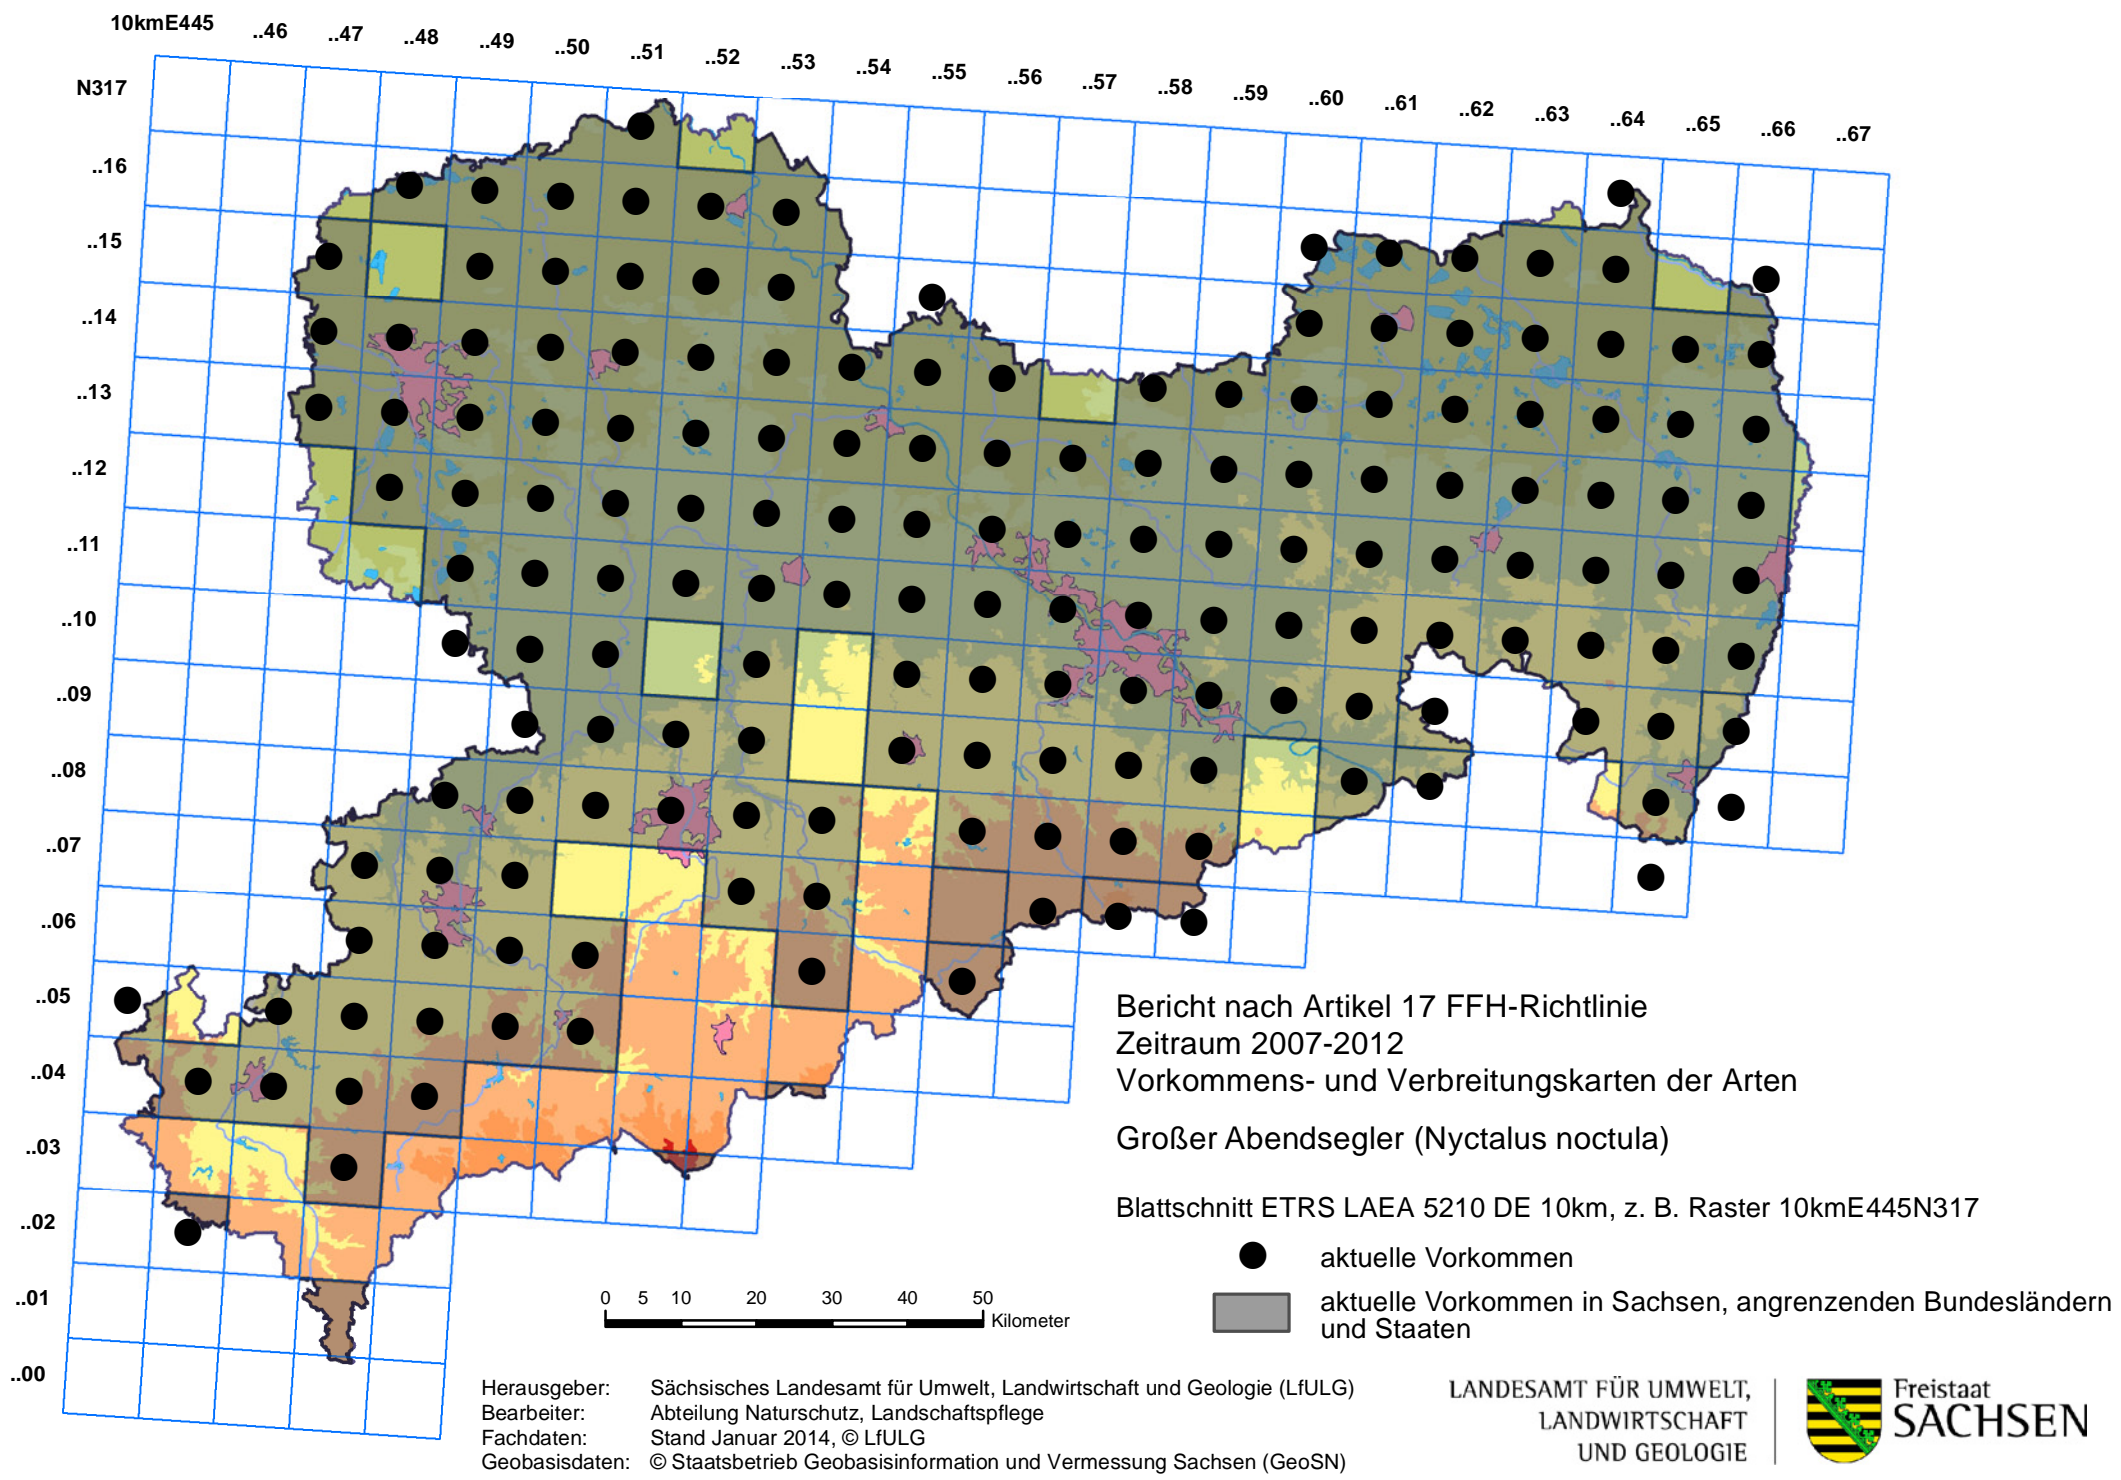 10kmE445 ..46 ..47 ..48 ..49 ..50 ..51 ..52 ..53 ..54 ..55 ..56 ..57 ..58 ..59 ..60 ..61 ..62 ..63 ..64 ..65 ..66 ..67
N317
..16
..15
..14
..13
..12
..11
..10
..09
..08
..07
..06
..05
..04
..03
..02
..01
..00
Bericht nach Artikel 17 FFH-Richtlinie
Zeitraum 2007-2012
Vorkommens- und Verbreitungskarten der Arten
Großer Abendsegler (Nyctalus noctula)
Blattschnitt ETRS LAEA 5210 DE 10km, z. B. Raster 10kmE445N317
aktuelle Vorkommen
aktuelle Vorkommen in Sachsen, angrenzenden Bundesländern
und Staaten
0 5 10 20 30 40 50
Kilometer
Herausgeber: Sächsisches Landesamt für Umwelt, Landwirtschaft und Geologie (LfULG)
Bearbeiter: Abteilung Naturschutz, Landschaftspflege
Fachdaten: Stand Januar 2014, © LfULG
Geobasisdaten: © Staatsbetrieb Geobasisinformation und Vermessung Sachsen (GeoSN)
LANDESAMT FÜR UMWELT,
LANDWIRTSCHAFT
UND GEOLOGIE
Freistaat
SACHSEN